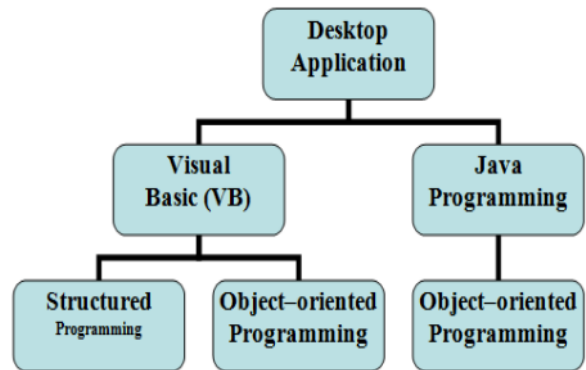 Desktop
Application
Visual
Basic (VB)
Java
Programming
Structured
Programming
Object–oriented
Programming
Object–oriented
Programming